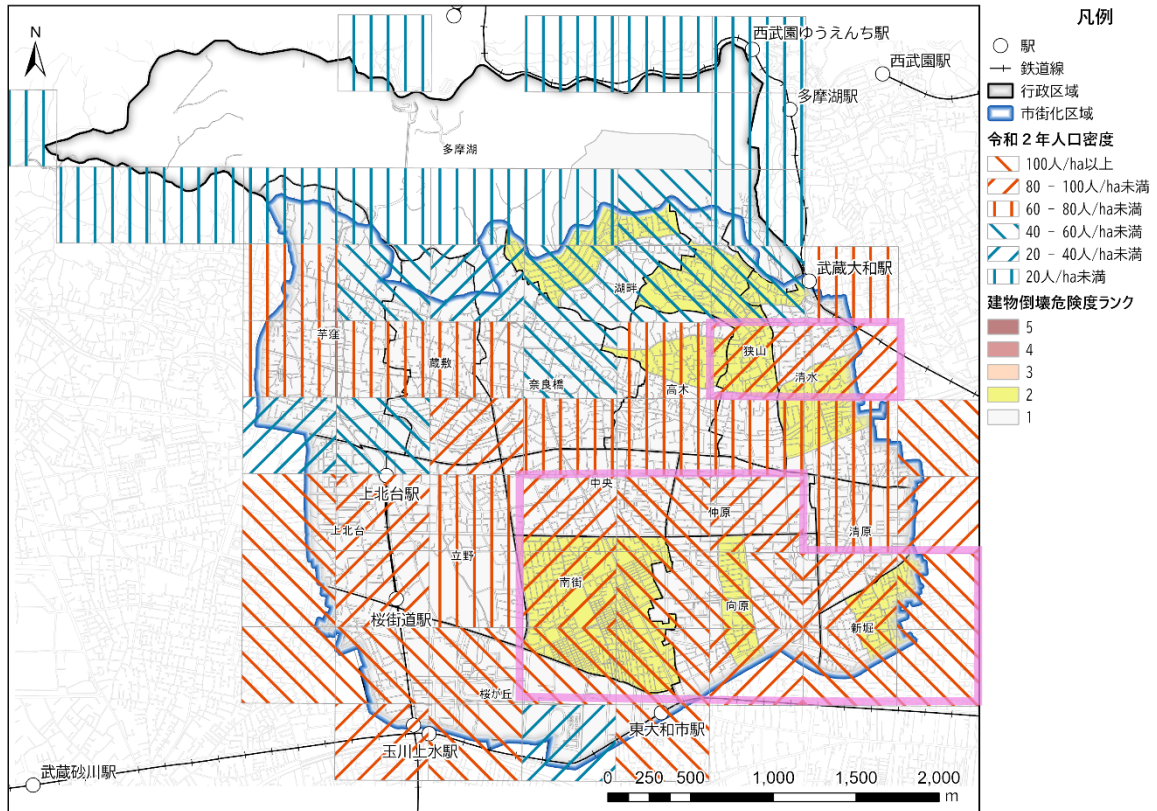 N
西武園ゆうえんち駅
西武園駅
多摩湖駅
多摩湖
武蔵大和駅
湖畔
芋窪
蔵敷
奈良橋
高木
狭山
清水
上北台駅
中央
仲原
上北台
立野
清原
南街
向原
新堀
桜街道駅
桜が丘
東大和市駅
玉川上水駅
武蔵砂川駅
0 250 500 1,000 1,500 2,000
m
凡例
駅
鉄道線
行政区域
市街化区域
令和2年人口密度
100人/ha以上
80 - 100人/ha未満
60 - 80人/ha未満
40 - 60人/ha未満
20 - 40人/ha未満
20人/ha未満
建物倒壊危険度ランク
5
4
3
2
1